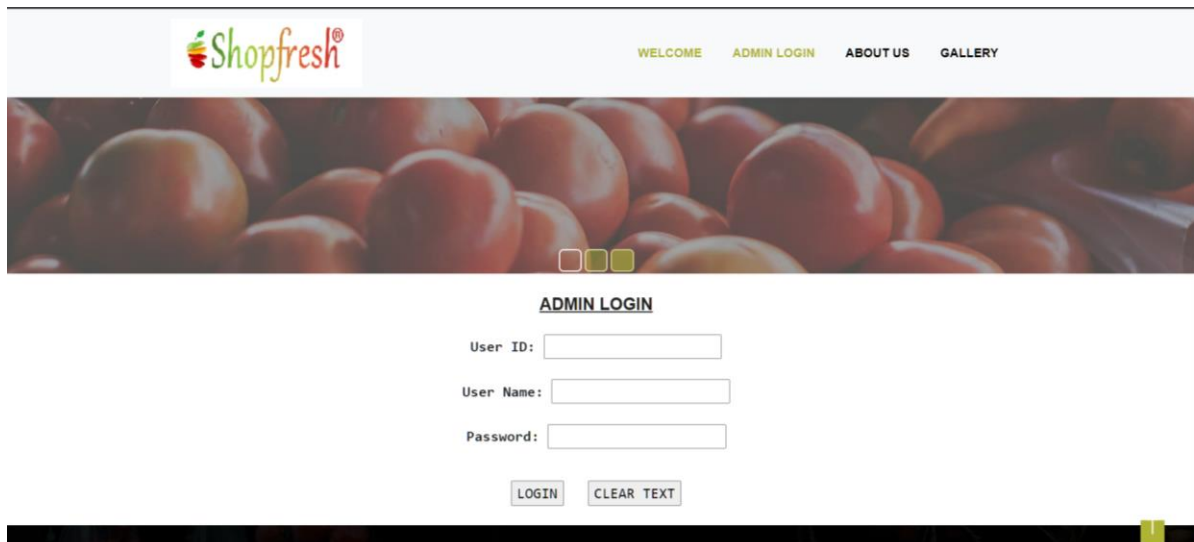 Shopfresh®
WELCOME ADMIN LOGIN ABOUT US GALLERY
ADMIN LOGIN
User ID:
User Name:
Password:
LOGIN CLEAR TEXT